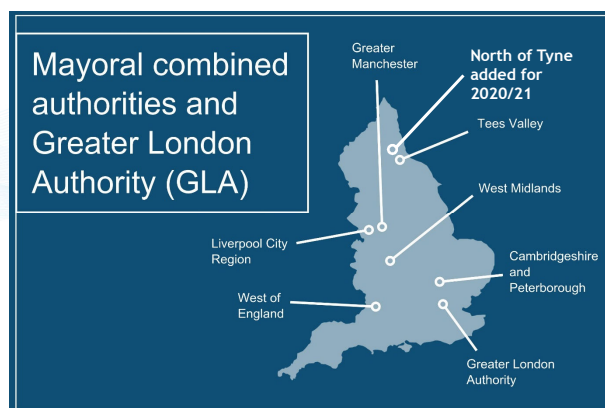 Mayoral combined
authorities and
Greater London
Authority (GLA)
Greater
Manchester
North of Tyne
added for
2020/21
Tees Valley
West Midlands
Liverpool City
Region
Cambridgeshire
and
Peterborough
West of
England
Greater London
Authority